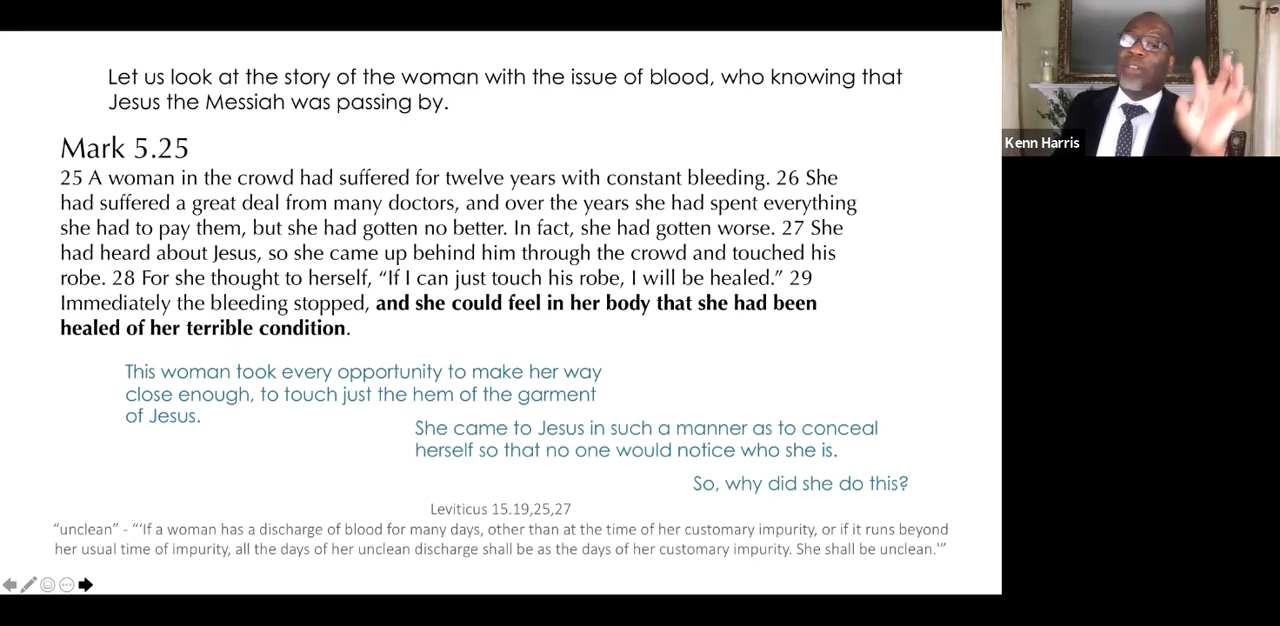 Let us look at the story of the woman with the issue of blood, who knowing that
Jesus the Messiah was passing by.
Mark 5.25
25 A woman in the crowd had suffered for twelve years with constant bleeding. 26 She
had suffered a great deal from many doctors, and over the years she had spent everything
she had to pay them, but she had gotten no better. In fact, she had gotten worse. 27 She
had heard about Jesus, so she came up behind him through the crowd and touched his
robe. 28 For she thought to herself, “If I can just touch his robe, I will be healed.” 29
Immediately the bleeding stopped, and she could feel in her body that she had been
healed of her terrible condition.
This woman took every opportunity to make her way
close enough, to touch just the hem of the garment
of Jesus.
She came to Jesus in such a manner as to conceal
herself so that no one would notice who she is.
So, why did she do this?
Leviticus 15.19,25,27
“unclean” - “‘If a woman has a discharge of blood for many days, other than at the time of her customary impurity, or if it runs beyond
her usual time of impurity, all the days of her unclean discharge shall be as the days of her customary impurity. She shall be unclean.’”
Kenn Harris